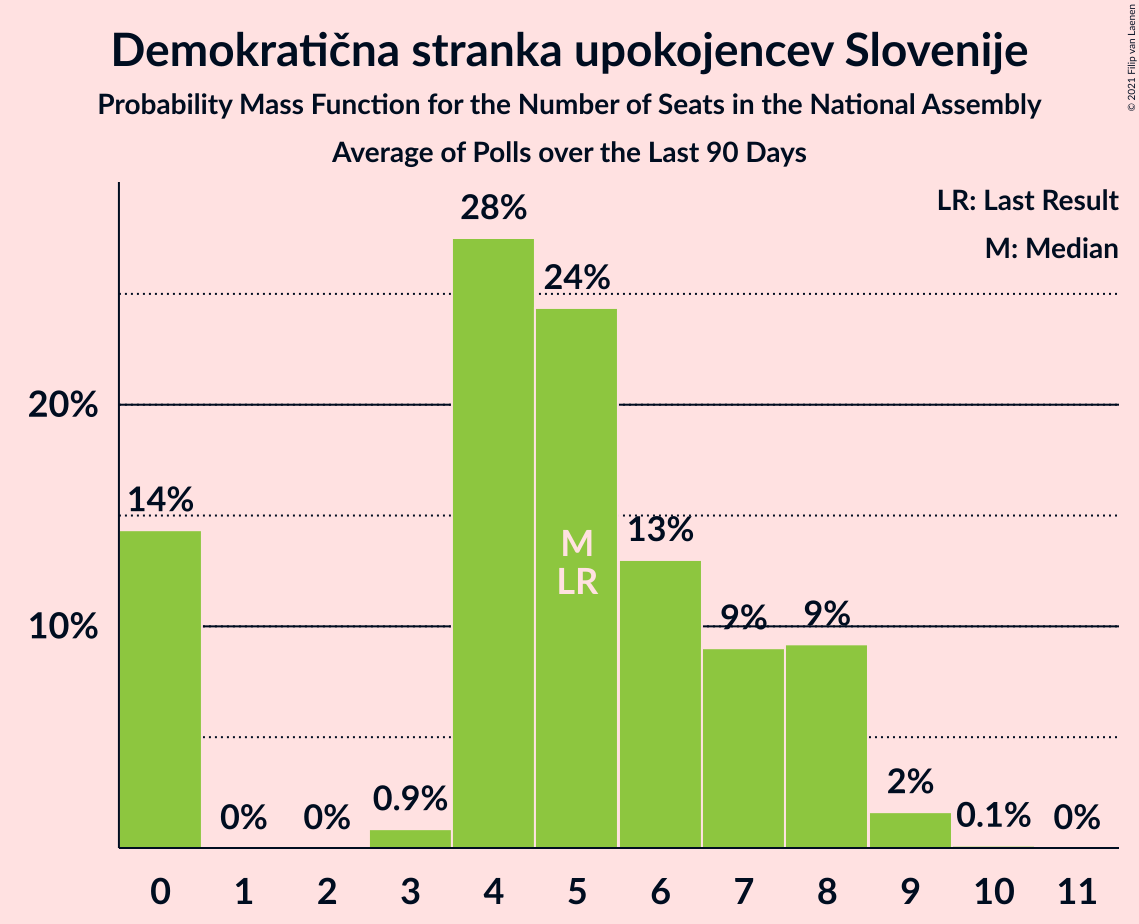 Demokratična stranka upokojencev Slovenije
Probability Mass Function for the Number of Seats in the National Assembly
Average of Polls over the Last 90 Days
© 2021 Filip van Laenen
LR: Last Result
M: Median
28%
24%
20%
14%
13%
M
LR
10%
9%
9%
0%
0%
0.9%
2%
0.1%
0%
0 1 2 3 4 5 6 7 8 9 10 11